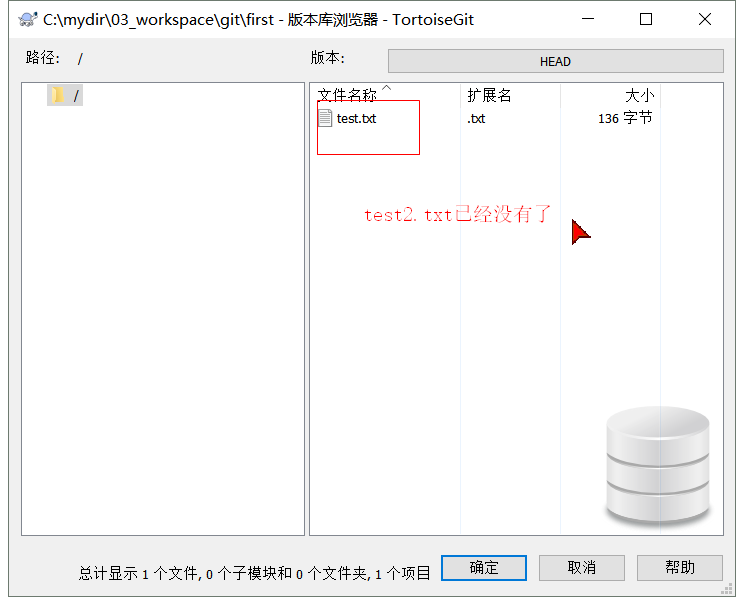 C:\mydir\03_workspace\git\first - 版本库浏览器 - TortoiseGit
路径: / 版本: HEAD
/
文件名称 扩展名 大小
test.txt .txt 136 字节
test2.txt已经没有了
总计显示 1 个文件, 0 个子模块和 0 个文件夹, 1 个项目 确定 取消 帮助